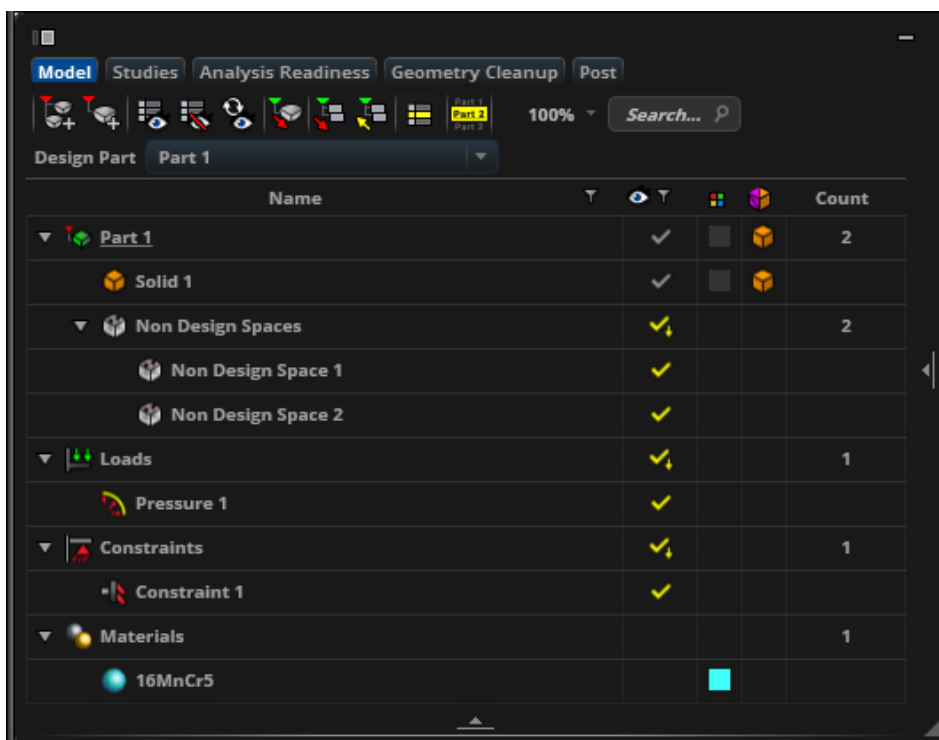 Model Studies Analysis Readiness Geometry Cleanup Post
Part 1
Part 2
Part 3
100% Search...
Design Part Part 1
Name Count
Part 1 2
Solid 1
Non Design Spaces 2
Non Design Space 1
Non Design Space 2
Loads 1
Pressure 1
Constraints 1
Constraint 1
Materials 1
16MnCr5